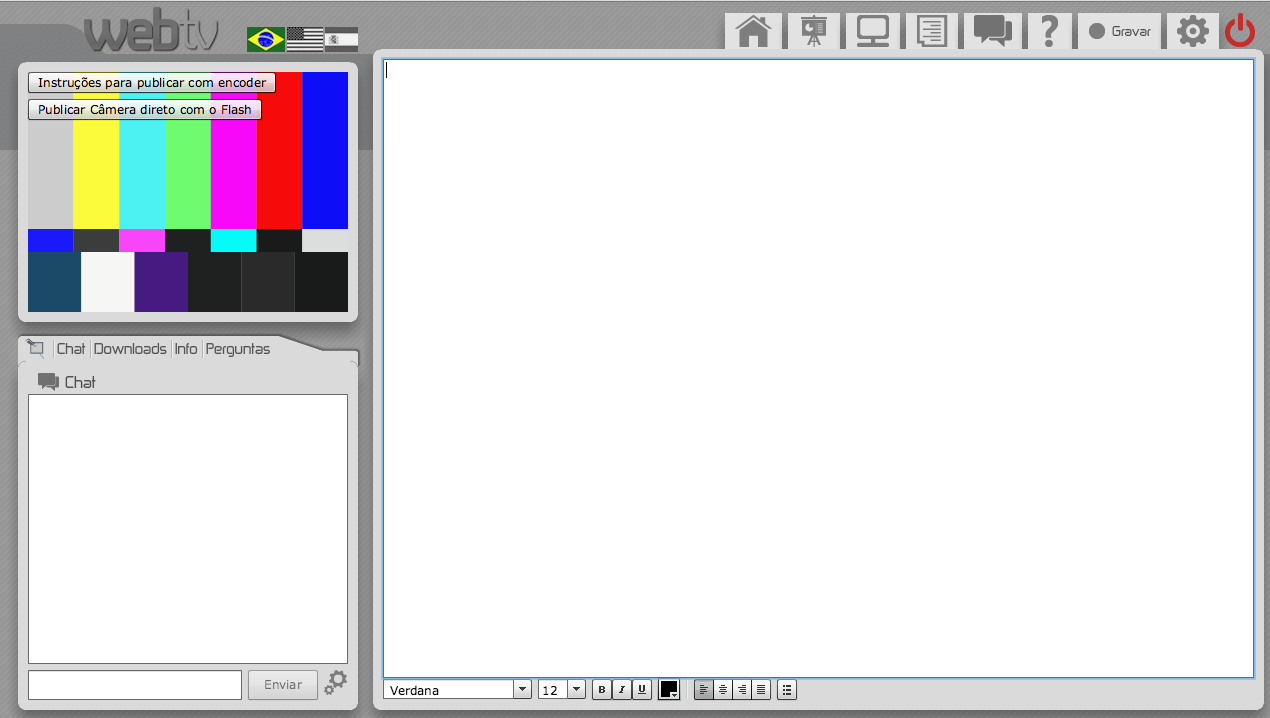 webtv
Gravar
Instruções para publicar com encoder
Publicar Câmera direto com o Flash
Chat Downloads Info Perguntas
Chat
Enviar
Verdana 12 B I U